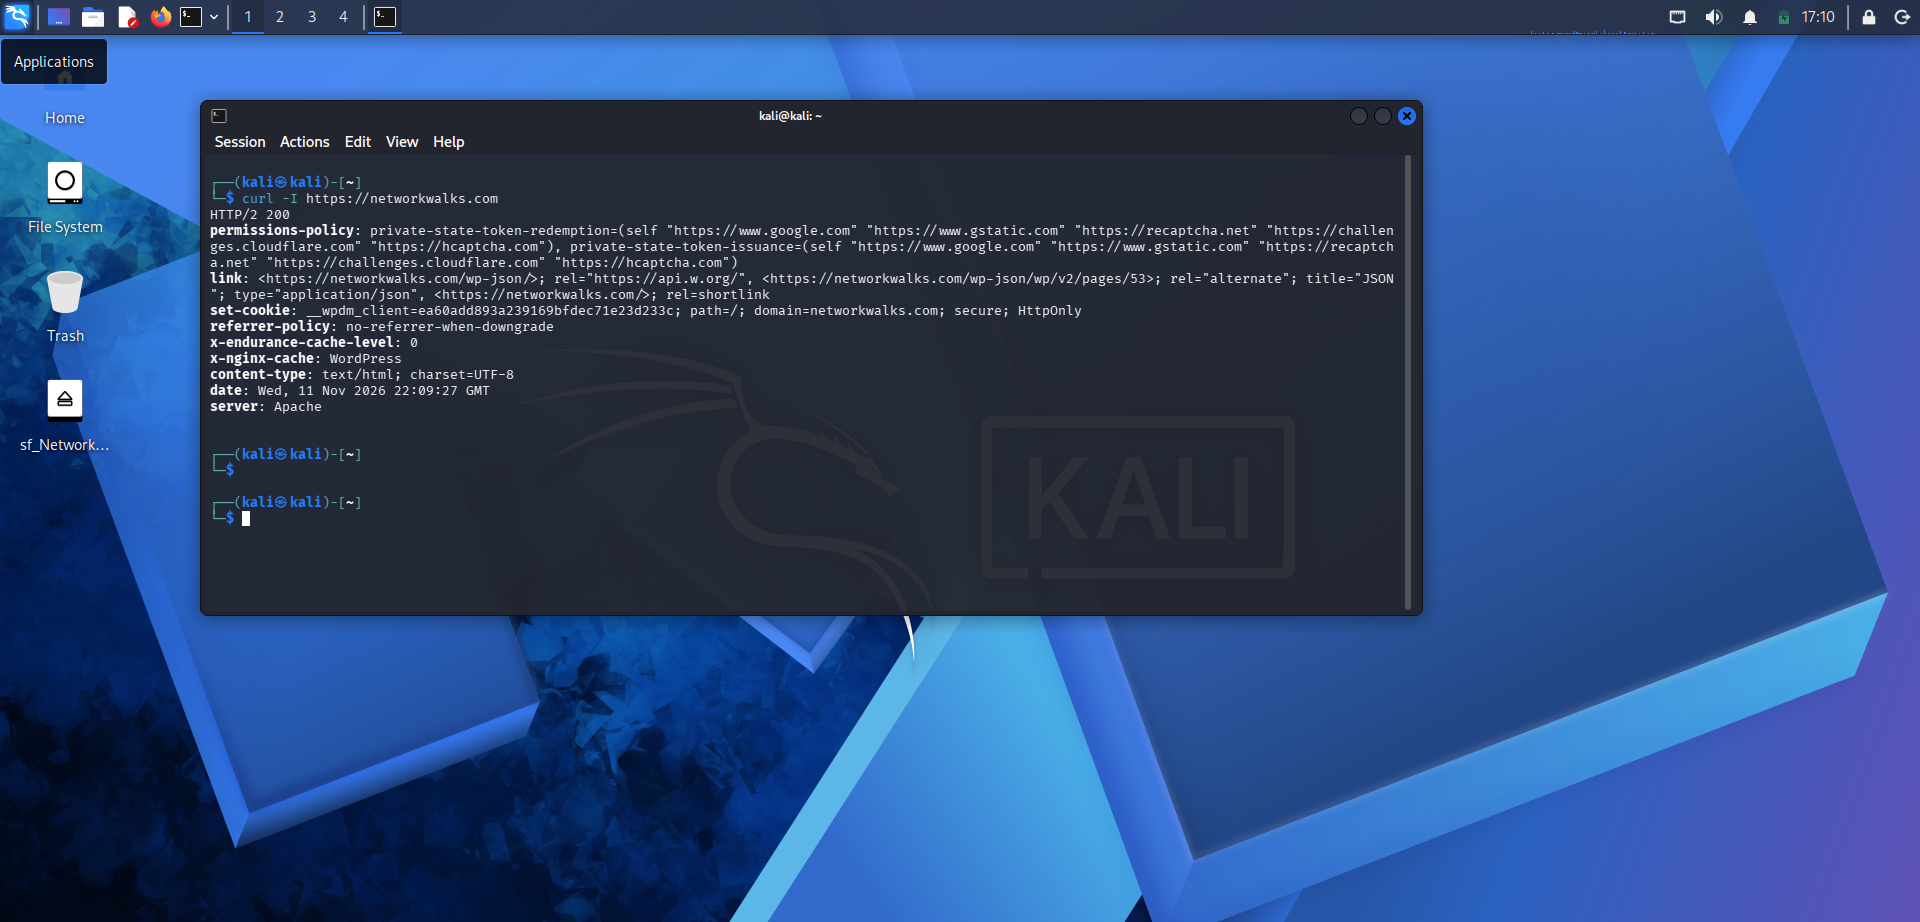 1 2 3 4
17:10
Applications
Home
File System
Trash
sf_Network...
kali@kali: ~
Session Actions Edit View Help
┌──(kali㉿kali)-[~]
└─$ curl -I https://networkwalks.com
HTTP/2 200
permissions-policy: private-state-token-redemption=(self "https://www.google.com" "https://www.gstatic.com" "https://recaptcha.net" "https://challen
ges.cloudflare.com" "https://hcaptcha.com"), private-state-token-issuance=(self "https://www.google.com" "https://www.gstatic.com" "https://recaptch
a.net" "https://challenges.cloudflare.com" "https://hcaptcha.com")
link: <https://networkwalks.com/wp-json/>; rel="https://api.w.org/", <https://networkwalks.com/wp-json/wp/v2/pages/53>; rel="alternate"; title="JSON
"; type="application/json", <https://networkwalks.com/>; rel=shortlink
set-cookie: __wpdm_client=ea60add893a239169bfdec71e23d233c; path=/; domain=networkwalks.com; secure; HttpOnly
referrer-policy: no-referrer-when-downgrade
x-endurance-cache-level: 0
x-nginx-cache: WordPress
content-type: text/html; charset=UTF-8
date: Wed, 11 Nov 2026 22:09:27 GMT
server: Apache
┌──(kali㉿kali)-[~]
└─$
┌──(kali㉿kali)-[~]
└─$
KALI